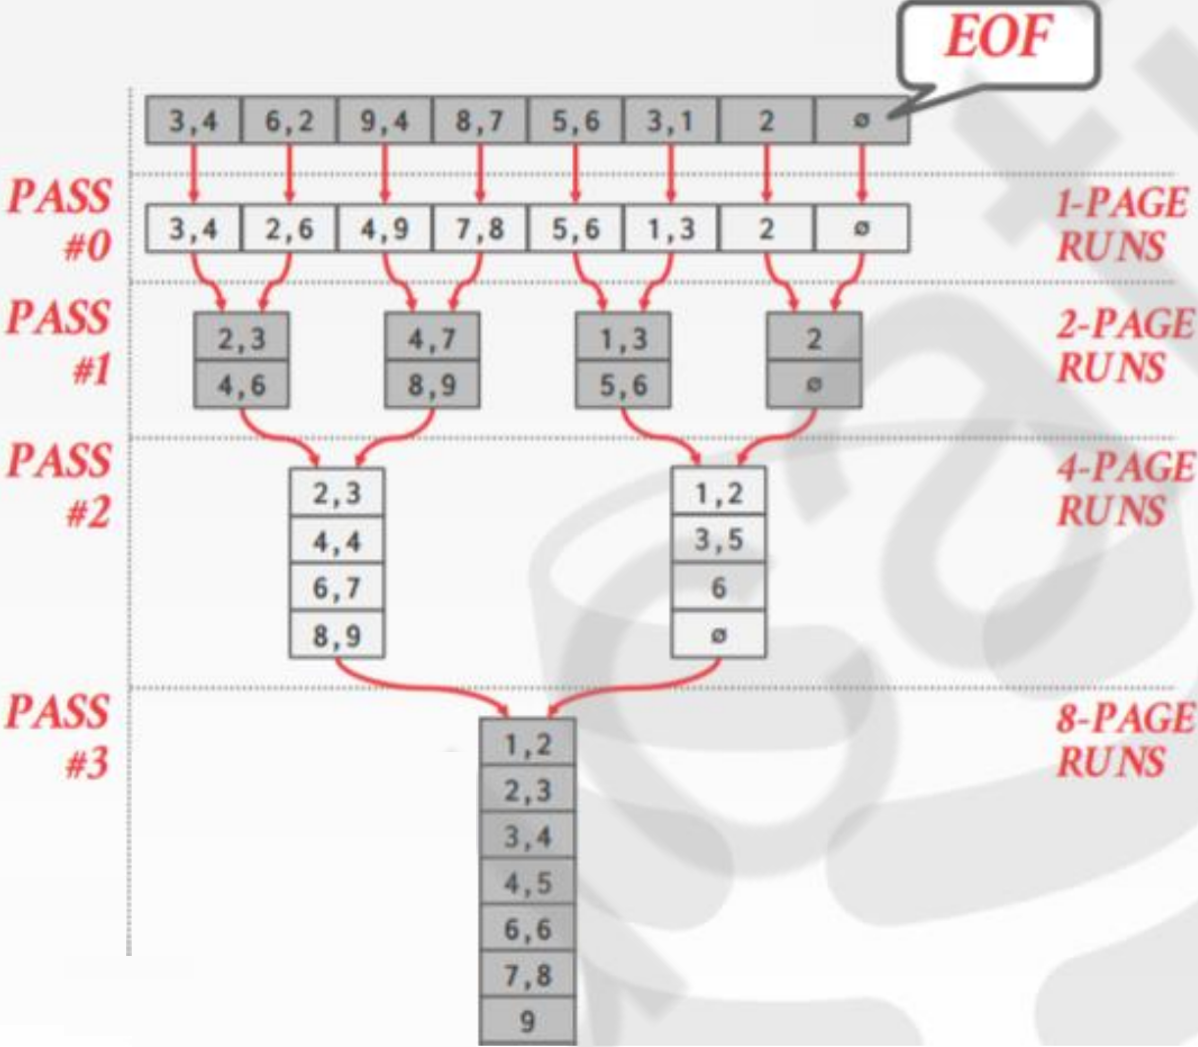 EOF
3,4 6,2 9,4 8,7 5,6 3,1 2 ø
PASS
#0
3,4 2,6 4,9 7,8 5,6 1,3 2 ø
1-PAGE
RUNS
PASS
#1
2,3 4,7 1,3 2
4,6 8,9 5,6 ø
2-PAGE
RUNS
PASS
#2
2,3 1,2
4,4 3,5
6,7 6
8,9 ø
4-PAGE
RUNS
PASS
#3
1,2
2,3
3,4
4,5
6,6
7,8
9
8-PAGE
RUNS